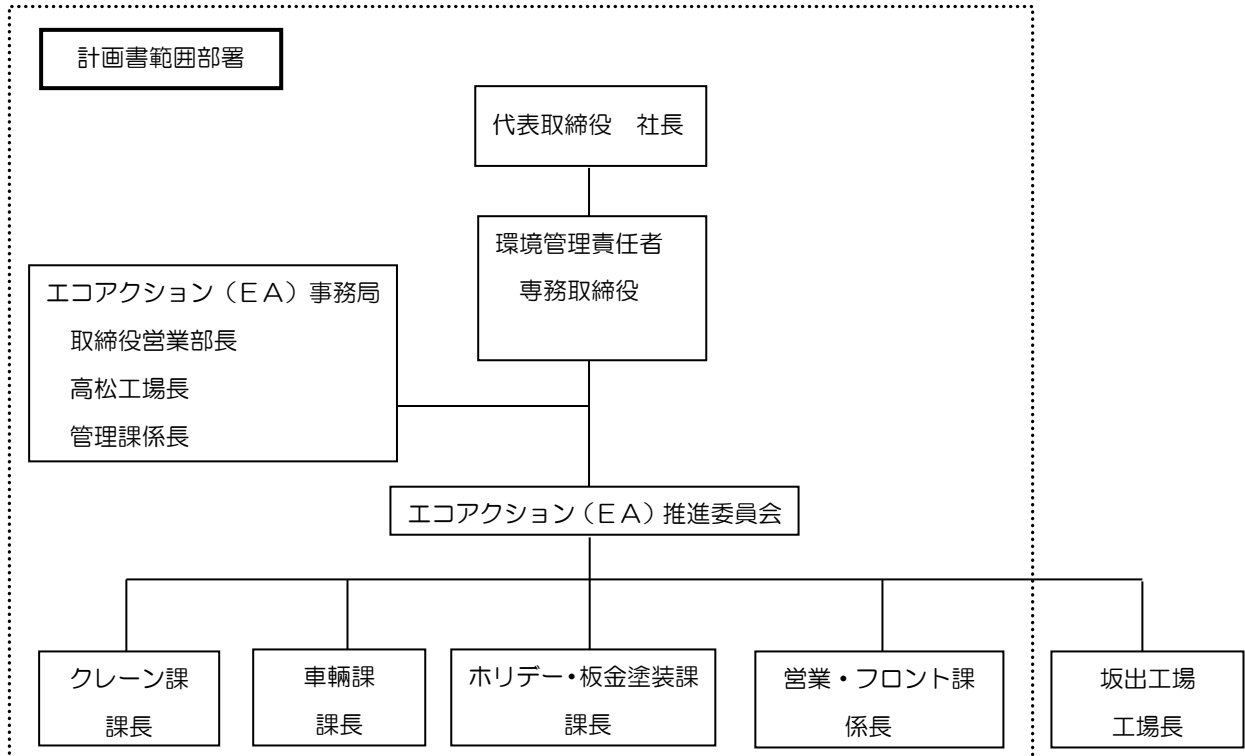 計画書範囲部署
代表取締役　社長
環境管理責任者
専務取締役
エコアクション（ＥＡ）事務局
取締役営業部長
高松工場長
管理課係長
エコアクション（ＥＡ）推進委員会
クレーン課
課長
車輌課
課長
ホリデー・板金塗装課
課長
営業・フロント課
係長
坂出工場
工場長